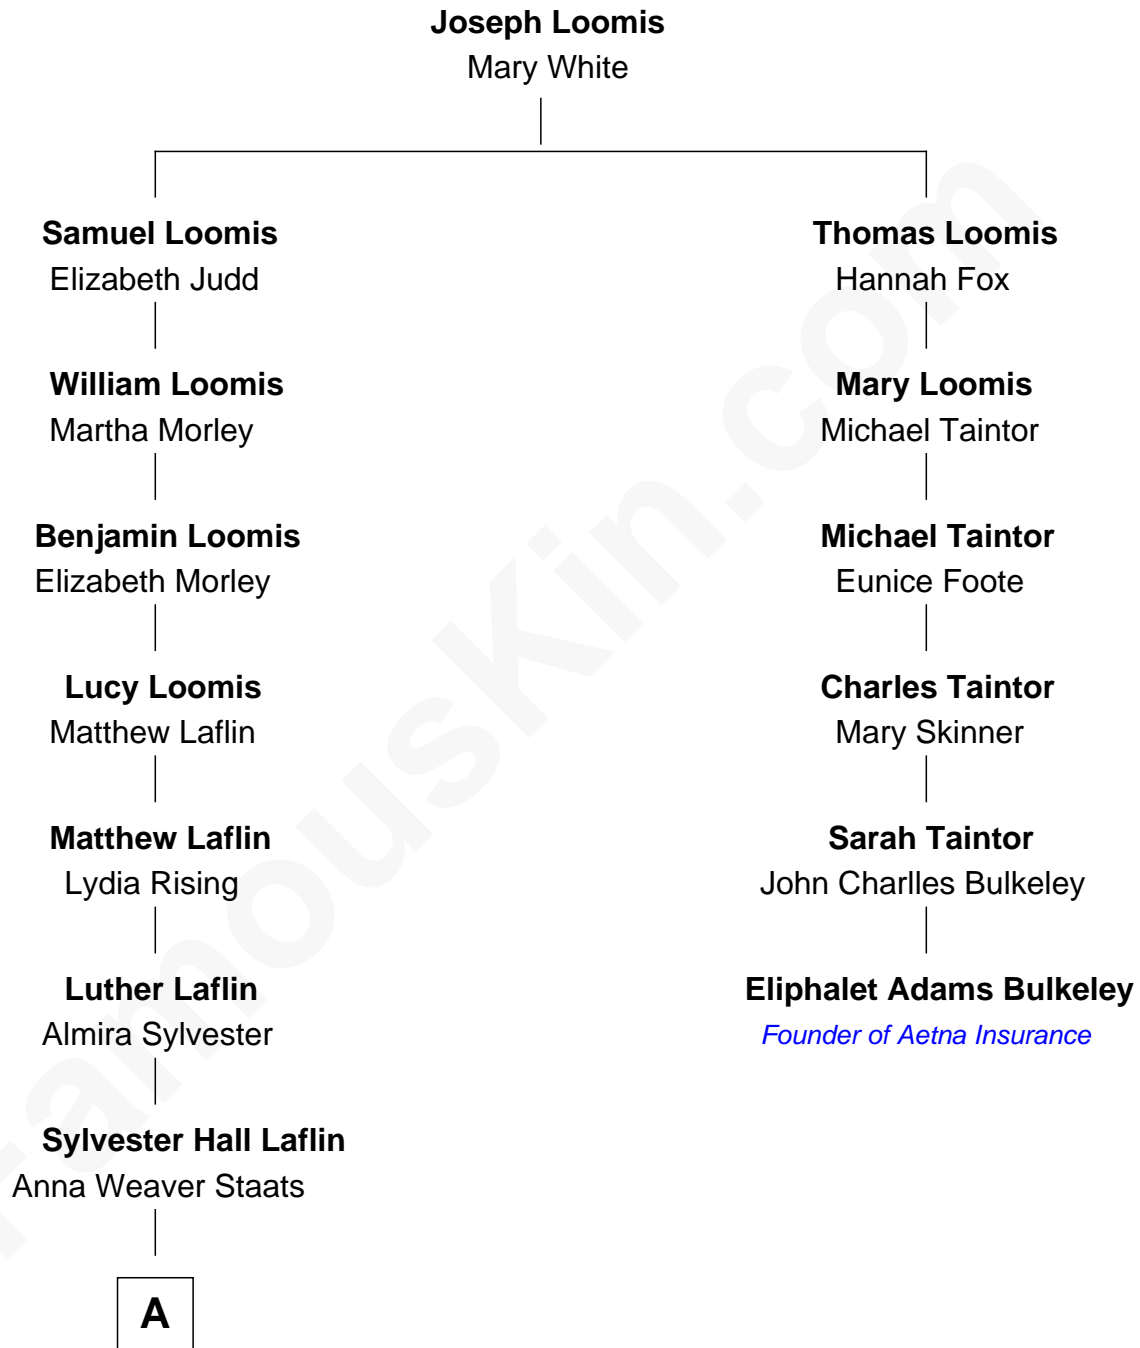 Joseph Loomis
Mary White
Samuel Loomis
Elizabeth Judd
William Loomis
Martha Morley
Benjamin Loomis
Elizabeth Morley
Lucy Loomis
Matthew Laflin
Matthew Laflin
Lydia Rising
Luther Laflin
Almira Sylvester
Sylvester Hall Laflin
Anna Weaver Staats
A
Thomas Loomis
Hannah Fox
Mary Loomis
Michael Taintor
Michael Taintor
Eunice Foote
Charles Taintor
Mary Skinner
Sarah Taintor
John Charlles Bulkeley
Eliphalet Adams Bulkeley
Founder of Aetna Insurance
FamousKin.com